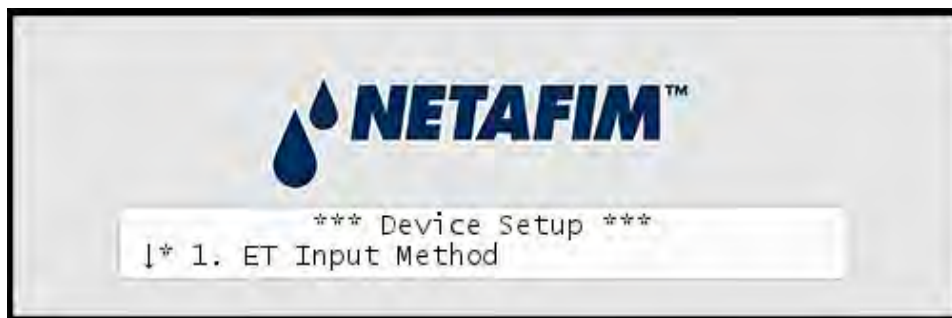 NETAFIM™
*** Device Setup ***
↓* 1. ET Input Method